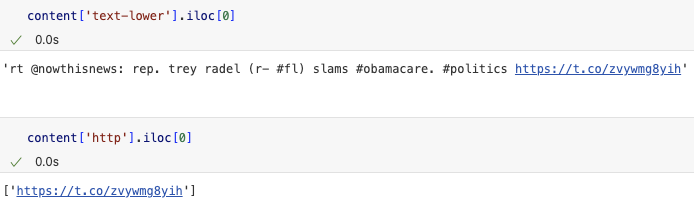 content['text-lower'].iloc[0]
0.0s
'rt @nowthisnews: rep. trey radel (r- #fl) slams #obamacare. #politics https://t.co/zvywmg8yih'
content['http'].iloc[0]
0.0s
['https://t.co/zvywmg8yih']